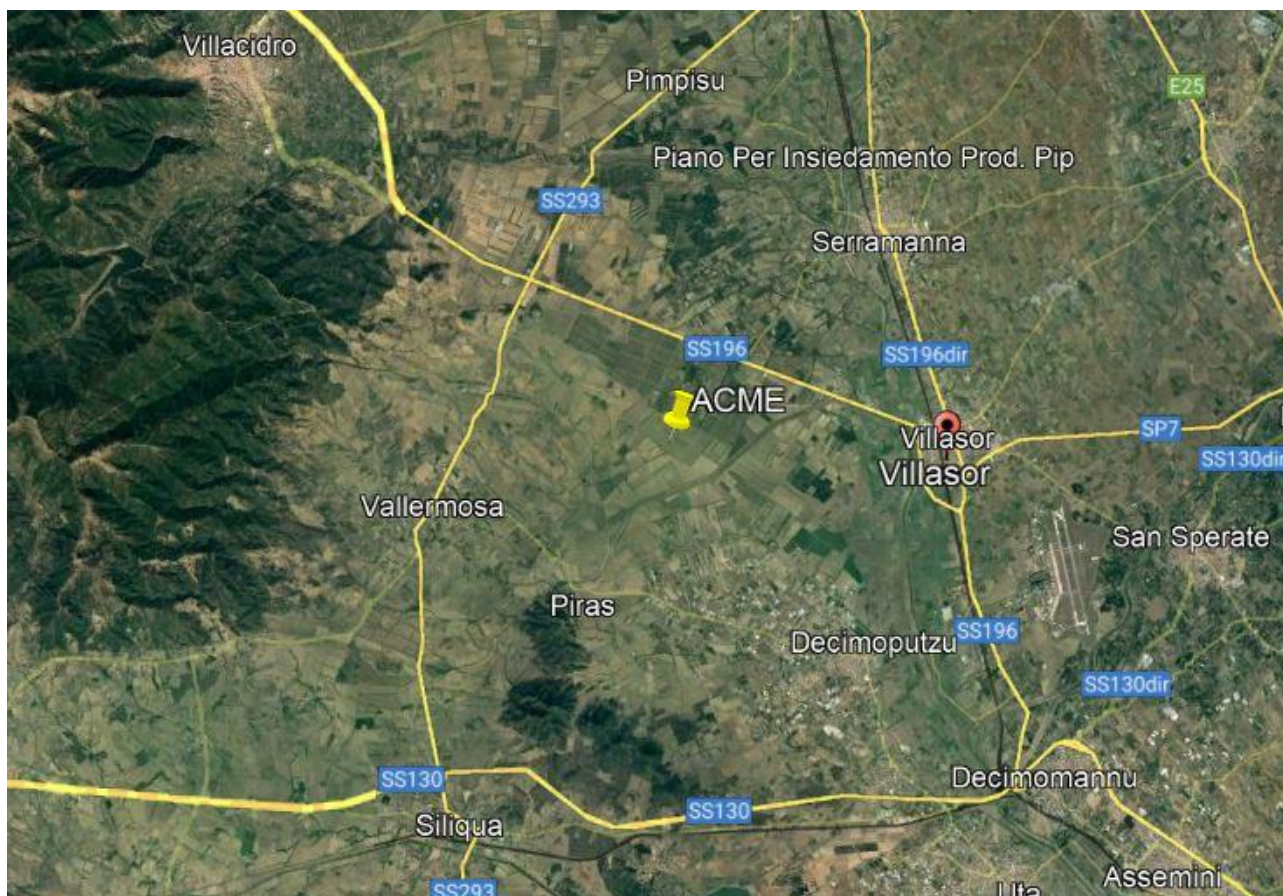 Villacidro
Pimpisu
E25
Piano Per Insiedamento Prod. Pip
SS293
Serramanna
SS196
SS196dir
ACME
Villasor
SP7
Villasor
SS130dir
Vallermosa
San Sperate
Piras
Decimoputzu
SS196
SS130dir
SS130
Decimomannu
SS130
Siliqua
Assemini
SS293
Uta